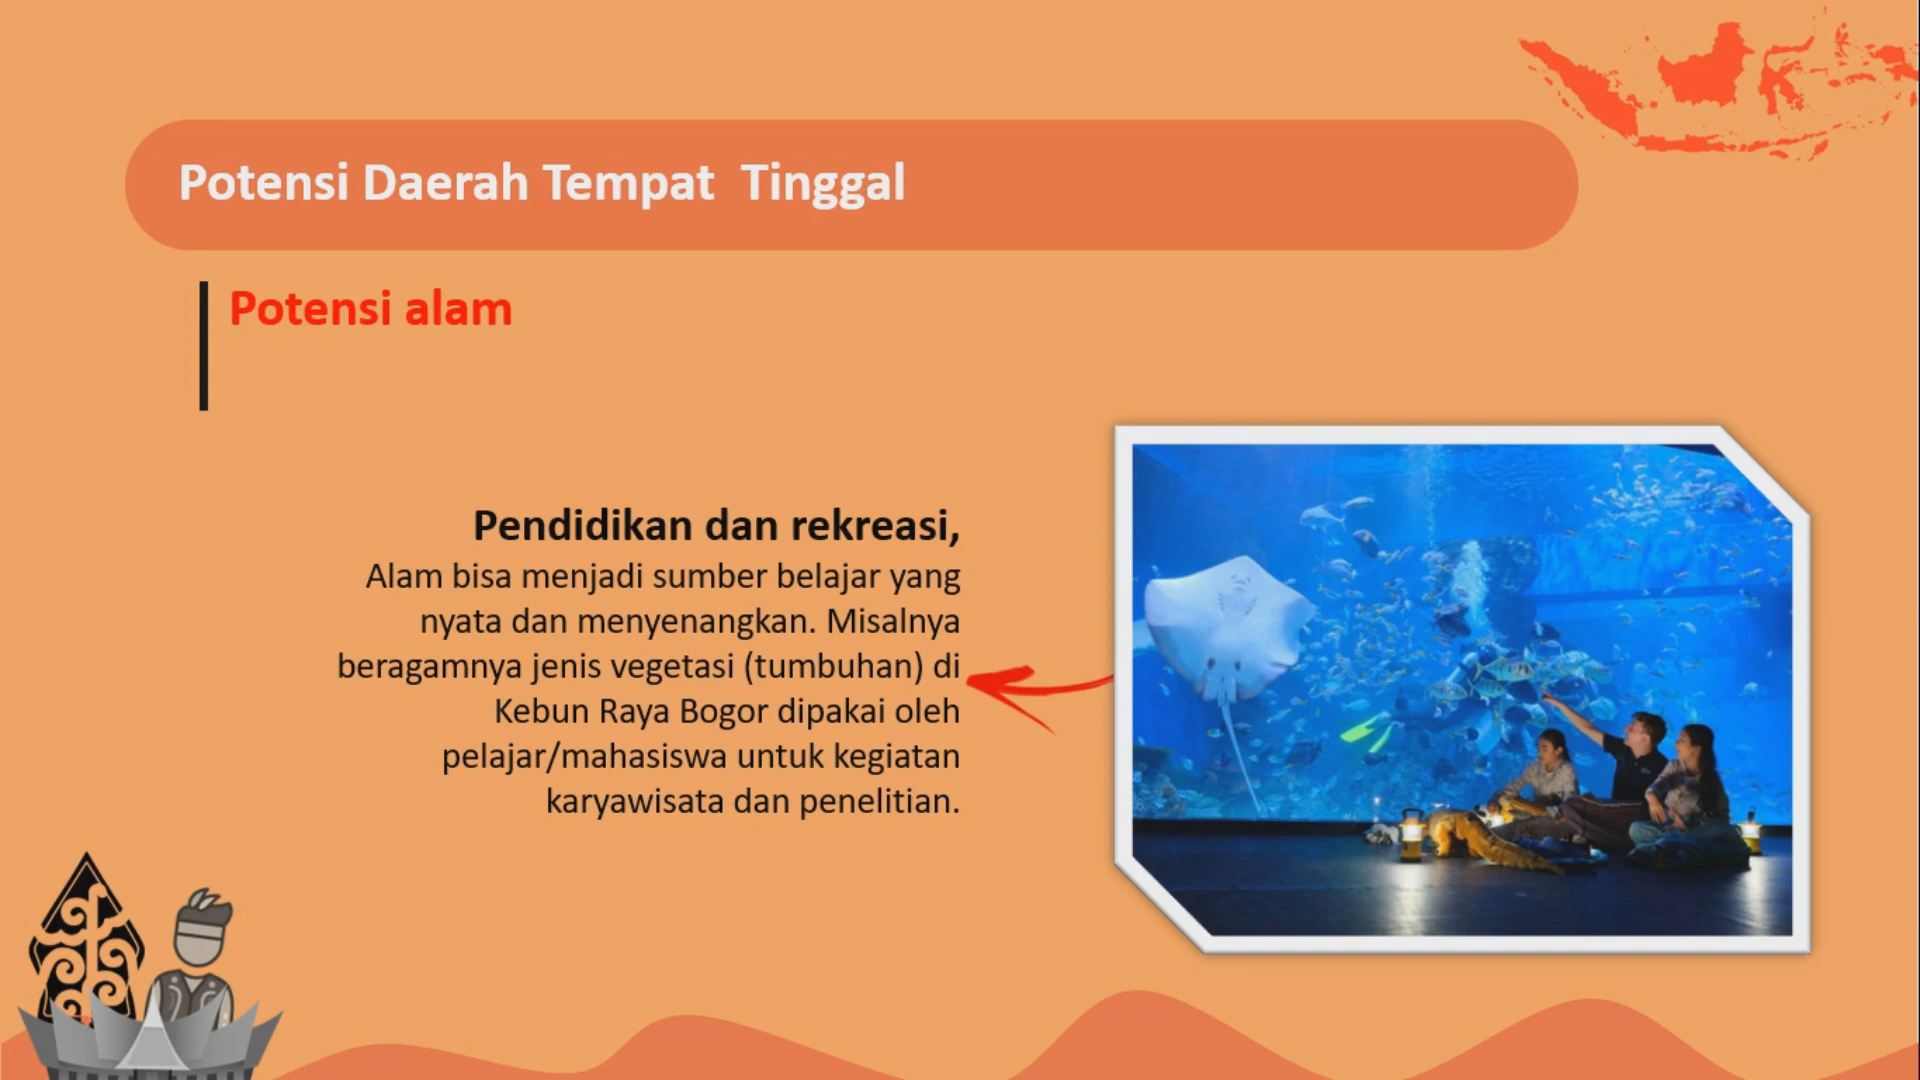 Potensi Daerah Tempat  Tinggal
Potensi alam
Pendidikan dan rekreasi,
Alam bisa menjadi sumber belajar yang
nyata dan menyenangkan. Misalnya
beragamnya jenis vegetasi (tumbuhan) di
Kebun Raya Bogor dipakai oleh
pelajar/mahasiswa untuk kegiatan
karyawisata dan penelitian.